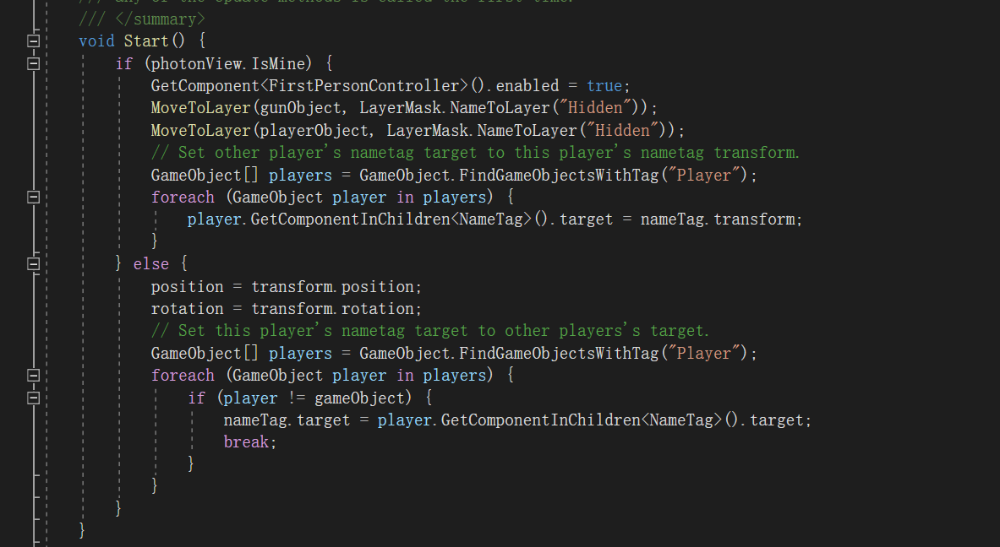 /// any of the Update methods is called the first time.
/// </summary>
void Start() {
if (photonView.IsMine) {
GetComponent<FirstPersonController>().enabled = true;
MoveToLayer(gunObject, LayerMask.NameToLayer("Hidden"));
MoveToLayer(playerObject, LayerMask.NameToLayer("Hidden"));
// Set other player's nametag target to this player's nametag transform.
GameObject[] players = GameObject.FindGameObjectsWithTag("Player");
foreach (GameObject player in players) {
player.GetComponentInChildren<NameTag>().target = nameTag.transform;
}
} else {
position = transform.position;
rotation = transform.rotation;
// Set this player's nametag target to other players's target.
GameObject[] players = GameObject.FindGameObjectsWithTag("Player");
foreach (GameObject player in players) {
if (player != gameObject) {
nameTag.target = player.GetComponentInChildren<NameTag>().target;
break;
}
}
}
}